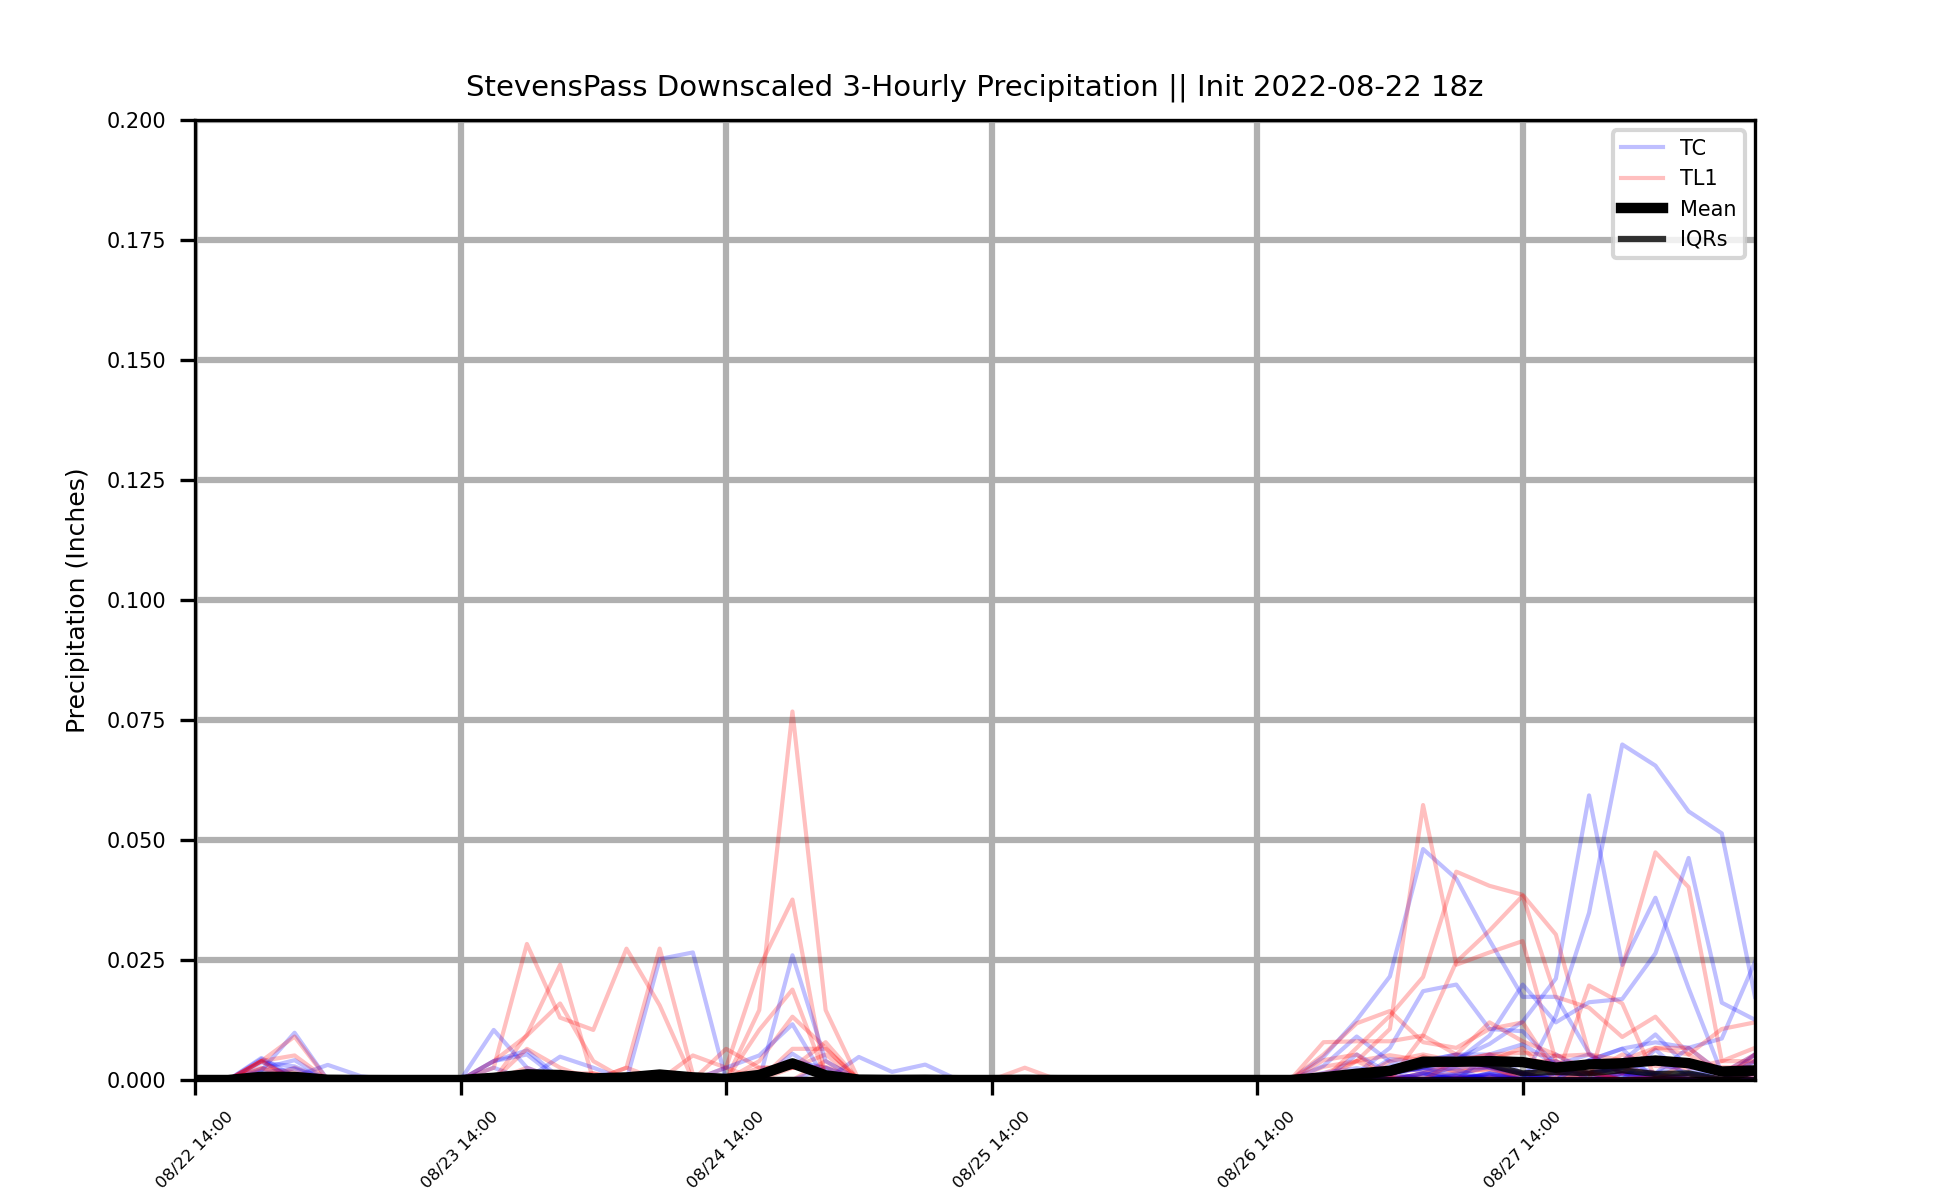 StevensPass Downscaled 3-Hourly Precipitation || Init 2022-08-22 18z
Precipitation (Inches)
0.200
0.175
0.150
0.125
0.100
0.075
0.050
0.025
0.000
TC
TL1
Mean
IQRs
08/22 14:00
08/23 14:00
08/24 14:00
08/25 14:00
08/26 14:00
08/27 14:00